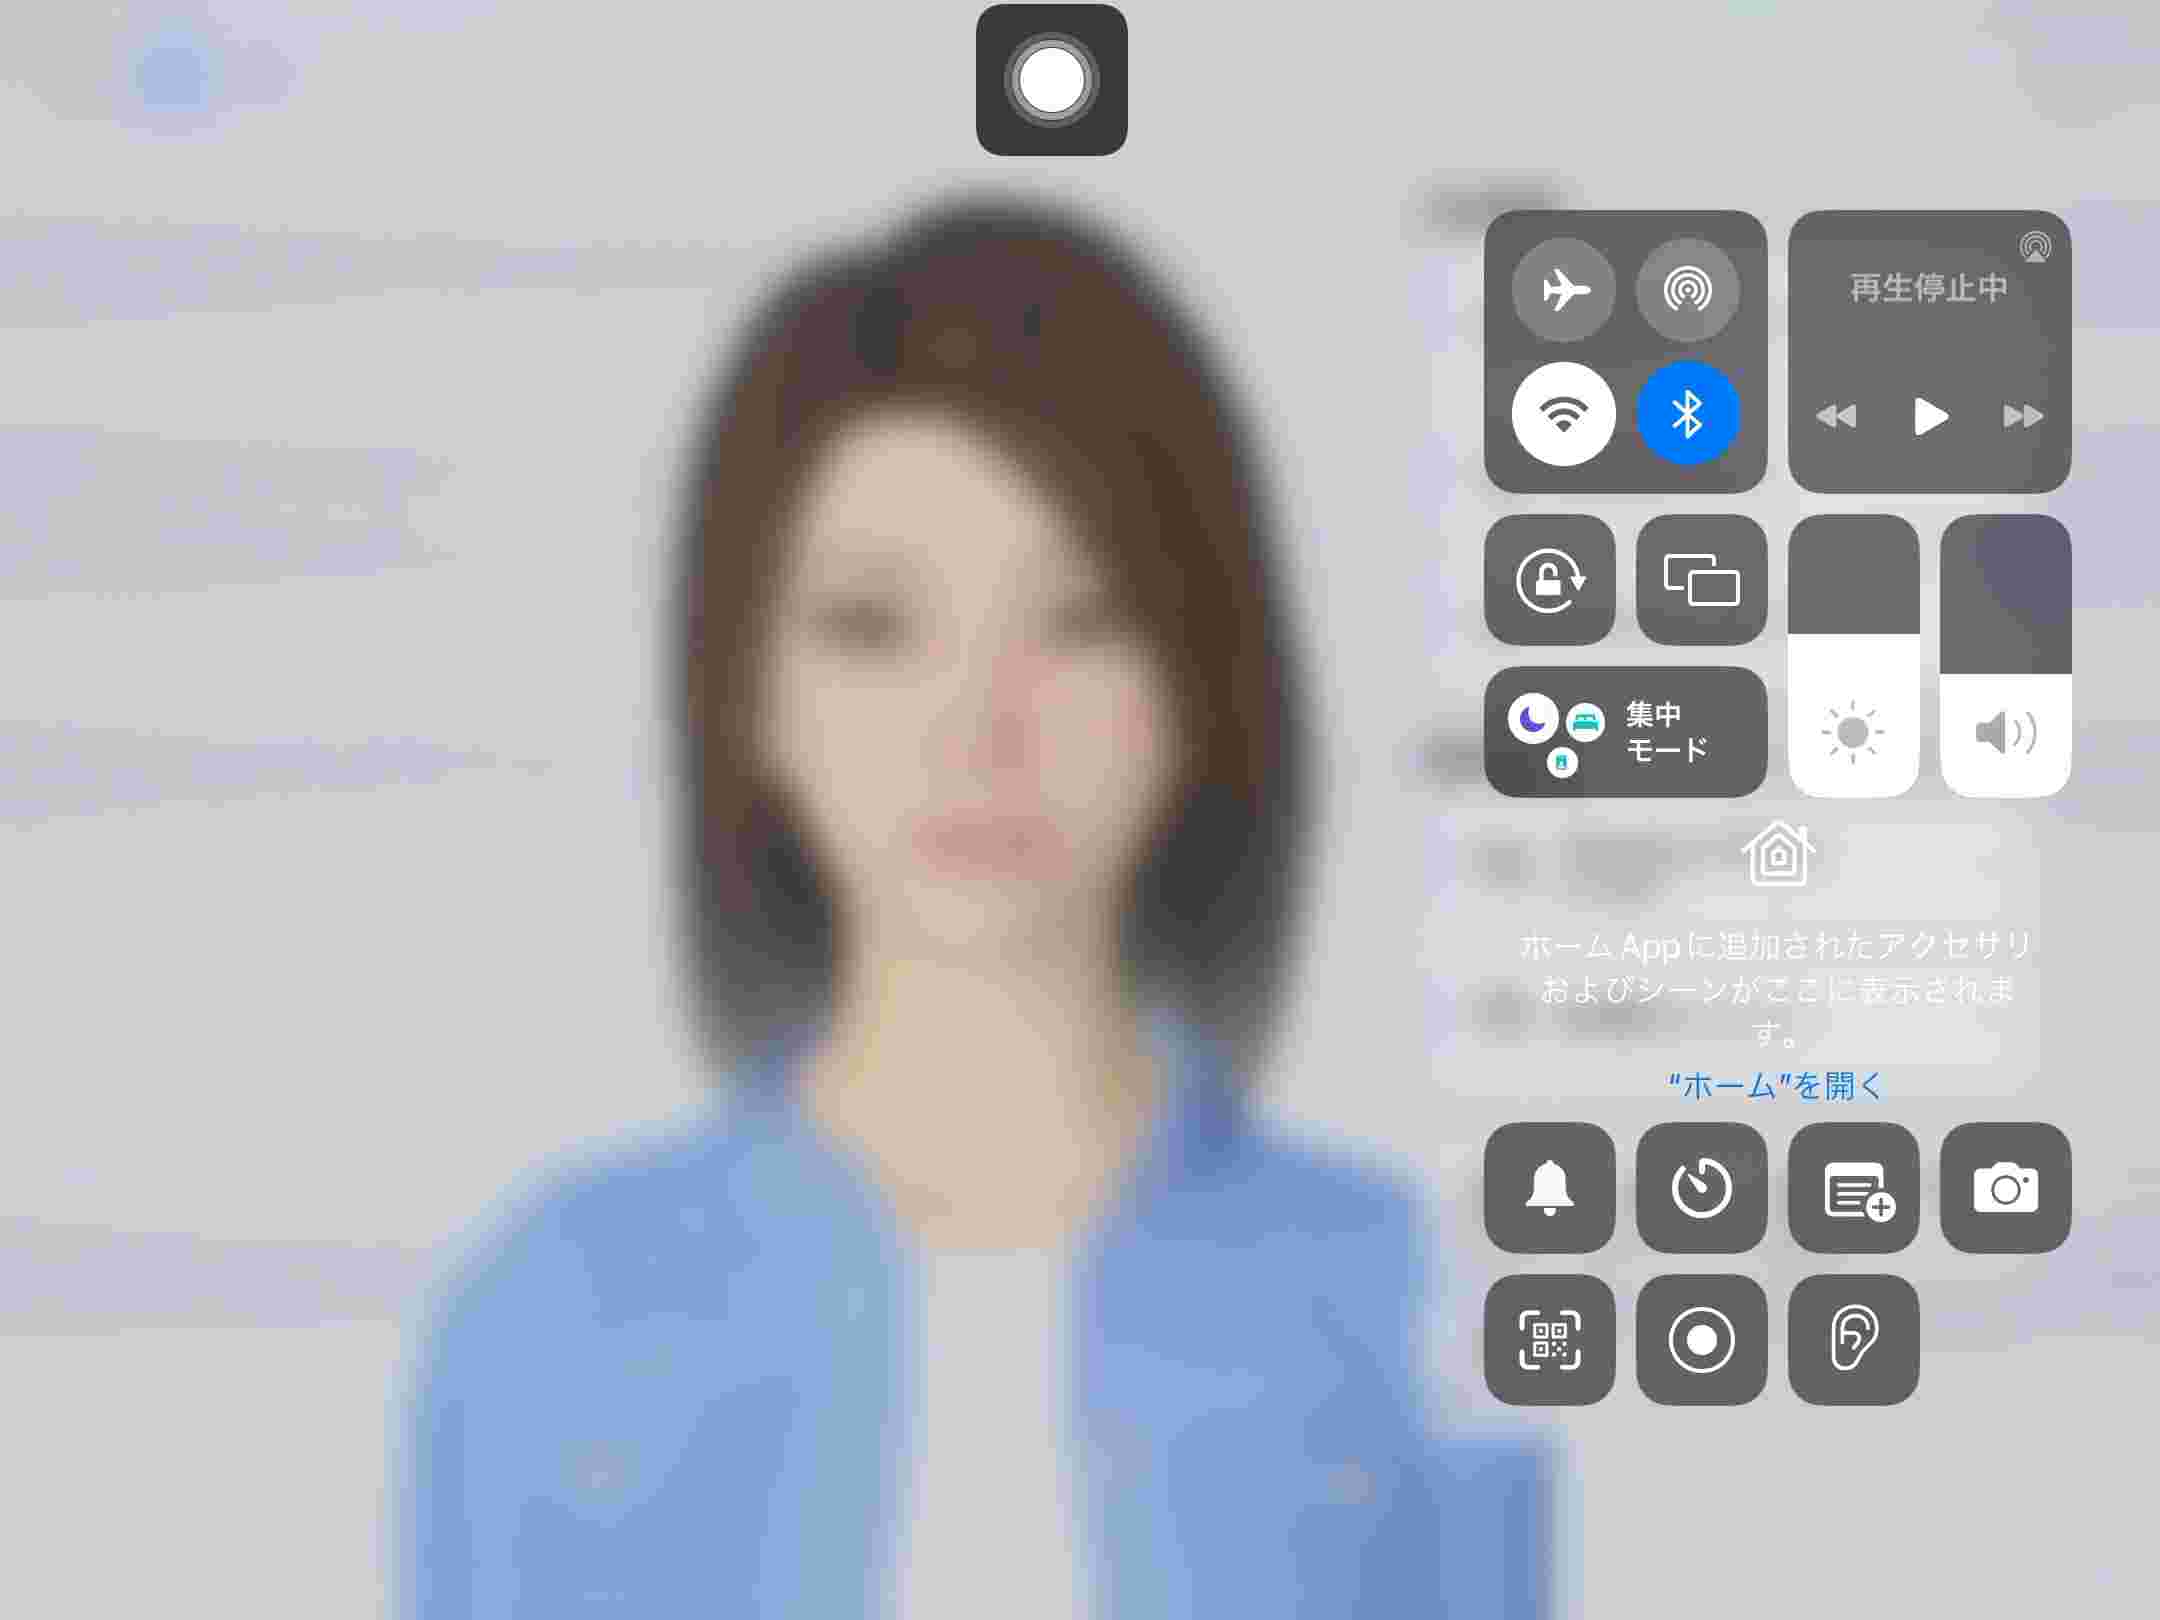 再生停止中
集中
モード
ホーム Appに追加されたアクセサリ
およびシーンがここに表示されま
す。
“ホーム”を開く